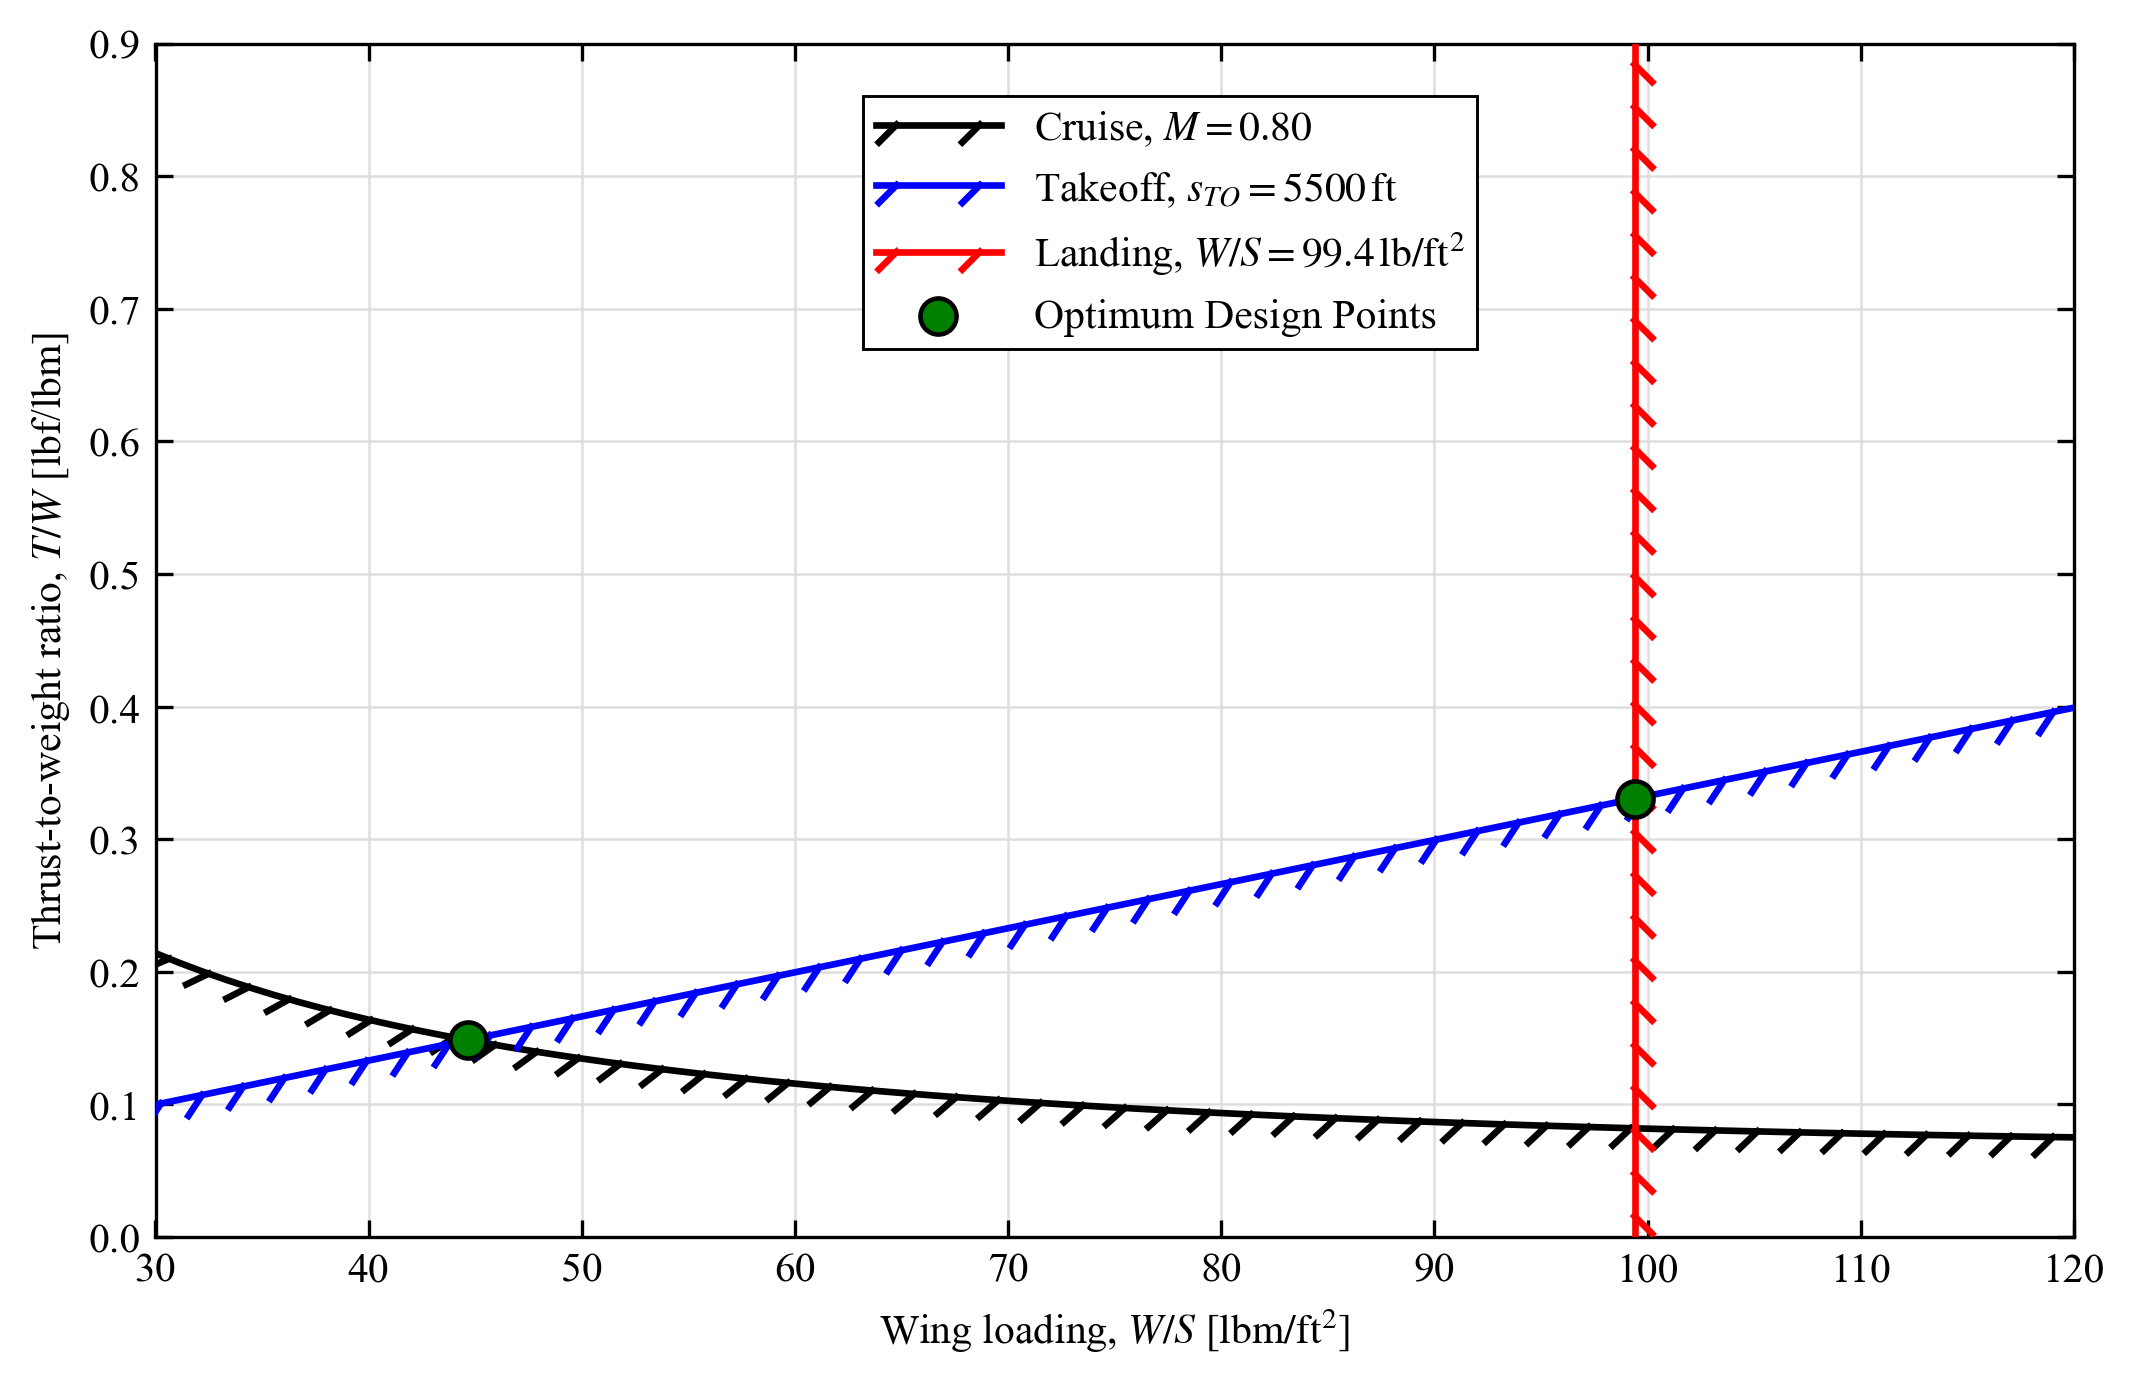 0.9
0.8
0.7
0.6
0.5
0.4
0.3
0.2
0.1
0.0
Thrust-to-weight ratio, T/W [lbf/lbm]
Cruise, M = 0.80
Takeoff, s_TO = 5500 ft
Landing, W/S = 99.4 lb/ft²
Optimum Design Points
30 40 50 60 70 80 90 100 110 120
Wing loading, W/S [lbm/ft²]